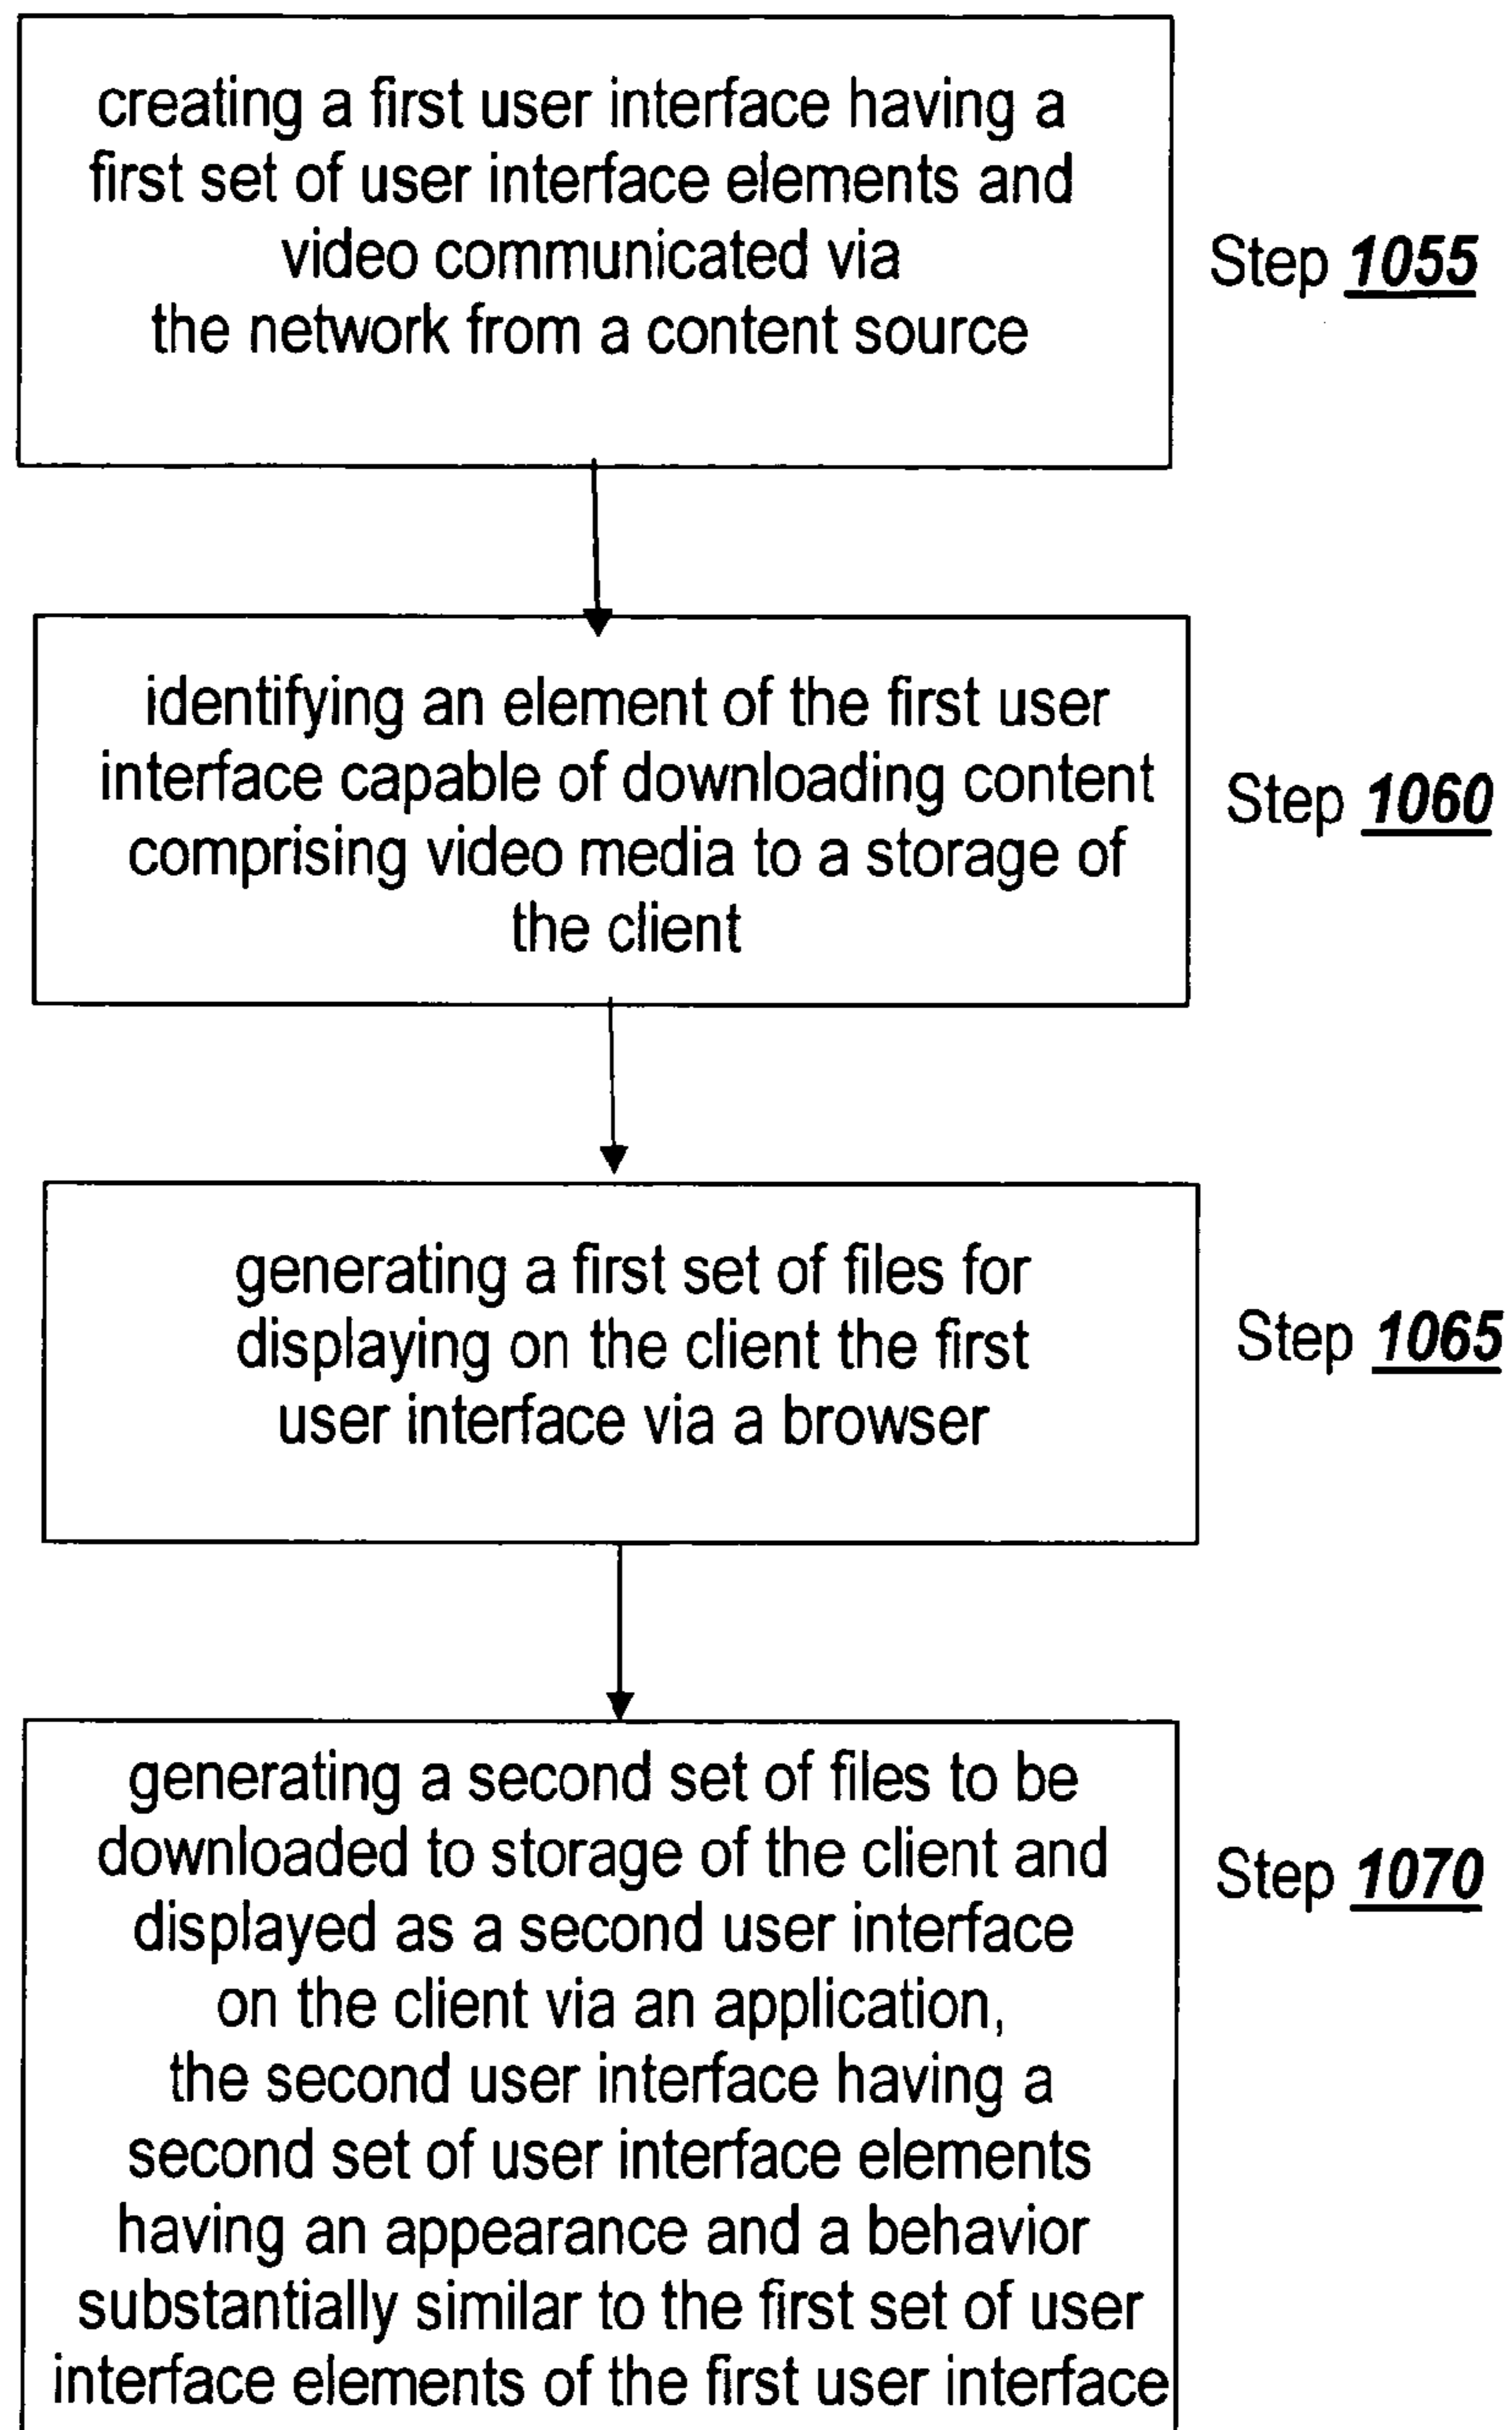 creating a first user interface having a
first set of user interface elements and
video communicated via
the network from a content source
Step 1055
identifying an element of the first user
interface capable of downloading content
comprising video media to a storage of
the client
Step 1060
generating a first set of files for
displaying on the client the first
user interface via a browser
Step 1065
generating a second set of files to be
downloaded to storage of the client and
displayed as a second user interface
on the client via an application,
the second user interface having a
second set of user interface elements
having an appearance and a behavior
substantially similar to the first set of user
interface elements of the first user interface
Step 1070